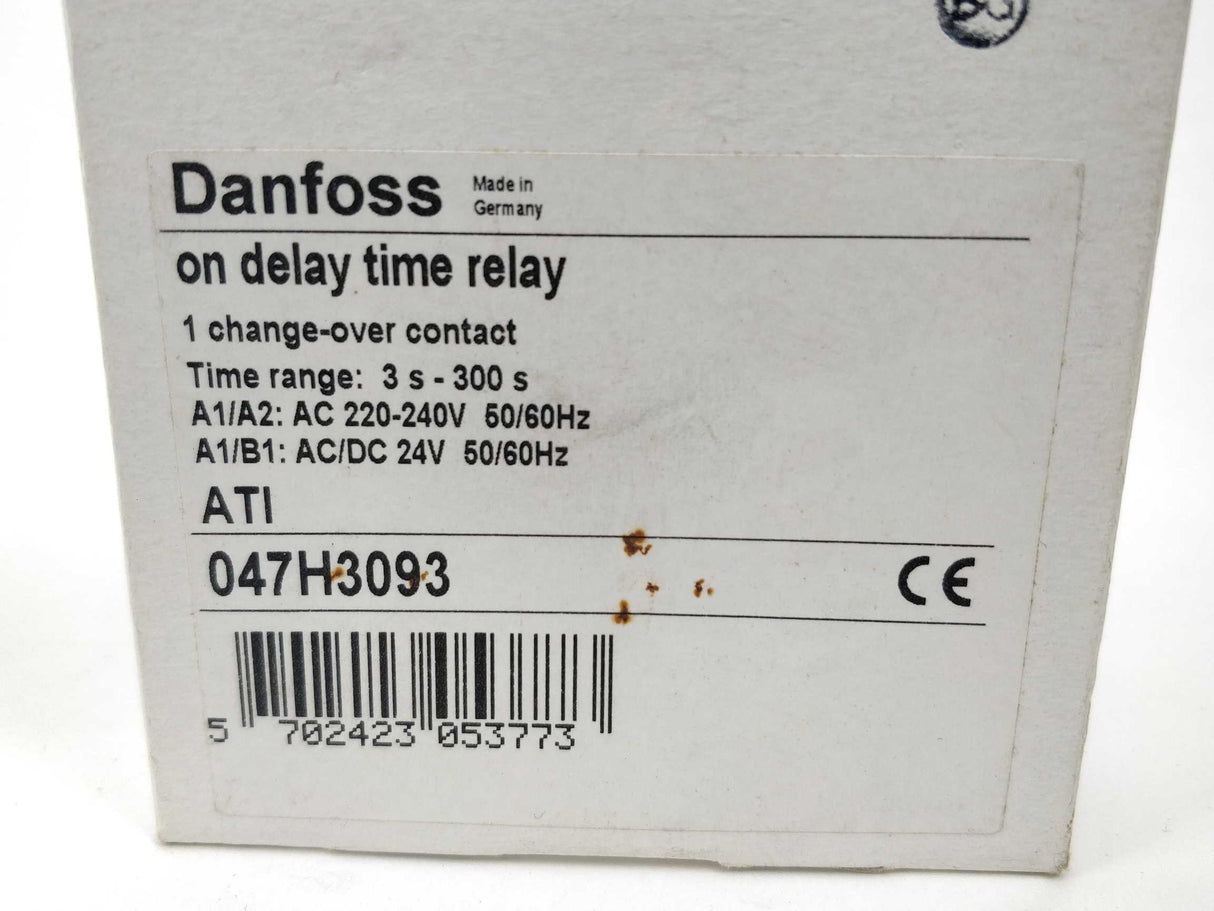 Danfoss Made in Germany
on delay time relay
1 change-over contact
Time range: 3 s - 300 s
A1/A2: AC 220-240V 50/60Hz
A1/B1: AC/DC 24V 50/60Hz
ATI
047H3093 CE
5 702423 053773